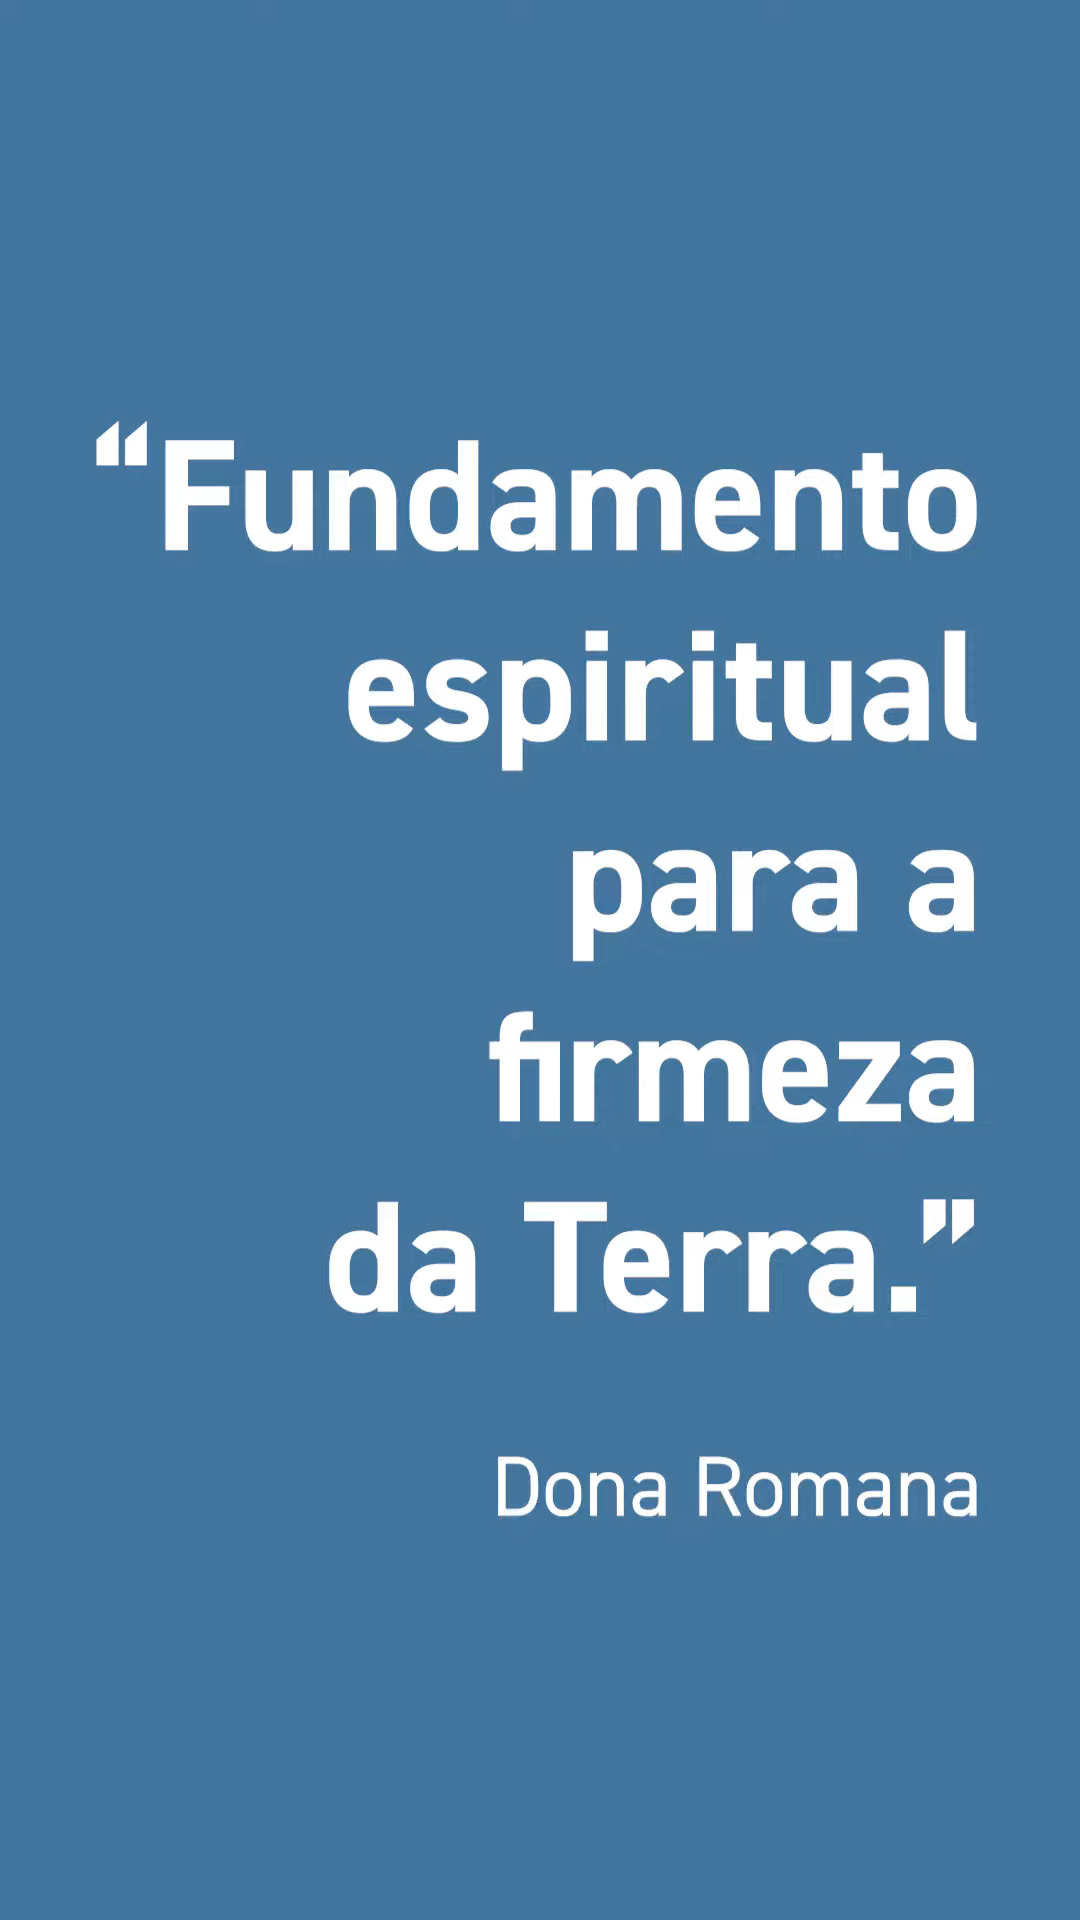 “Fundamento
espiritual
para a
firmeza
da Terra.”
Dona Romana